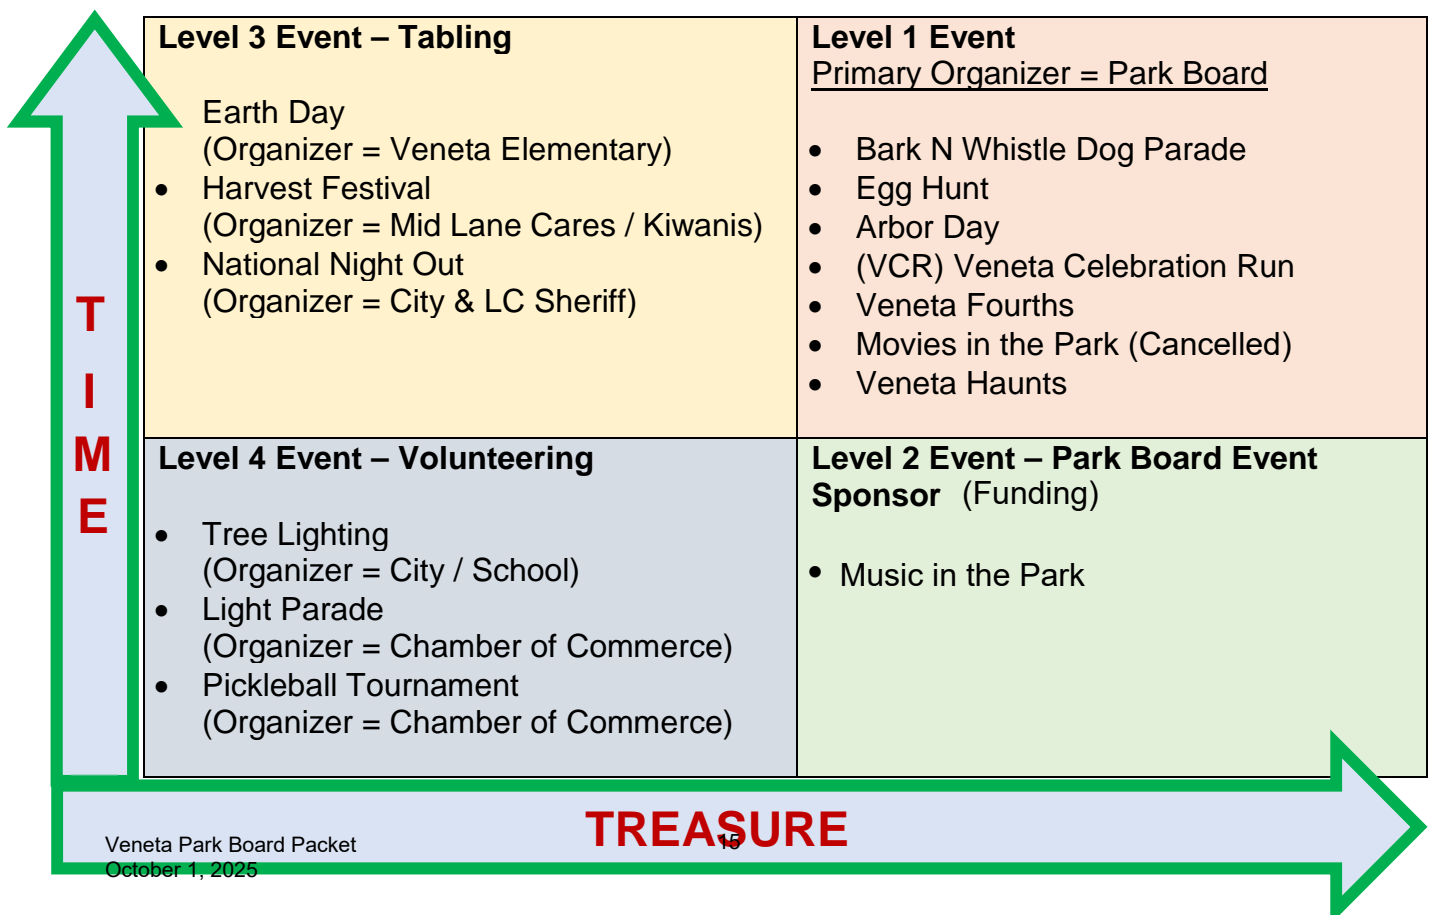 Level 3 Event – Tabling
Earth Day
(Organizer = Veneta Elementary)
• Harvest Festival
(Organizer = Mid Lane Cares / Kiwanis)
• National Night Out
(Organizer = City & LC Sheriff)
Level 1 Event
Primary Organizer = Park Board
• Bark N Whistle Dog Parade
• Egg Hunt
• Arbor Day
• (VCR) Veneta Celebration Run
• Veneta Fourths
• Movies in the Park (Cancelled)
• Veneta Haunts
T
I
M
E
Level 4 Event – Volunteering
• Tree Lighting
(Organizer = City / School)
• Light Parade
(Organizer = Chamber of Commerce)
• Pickleball Tournament
(Organizer = Chamber of Commerce)
Level 2 Event – Park Board Event
Sponsor (Funding)
• Music in the Park
TREASURE
Veneta Park Board Packet
October 1, 2025
15